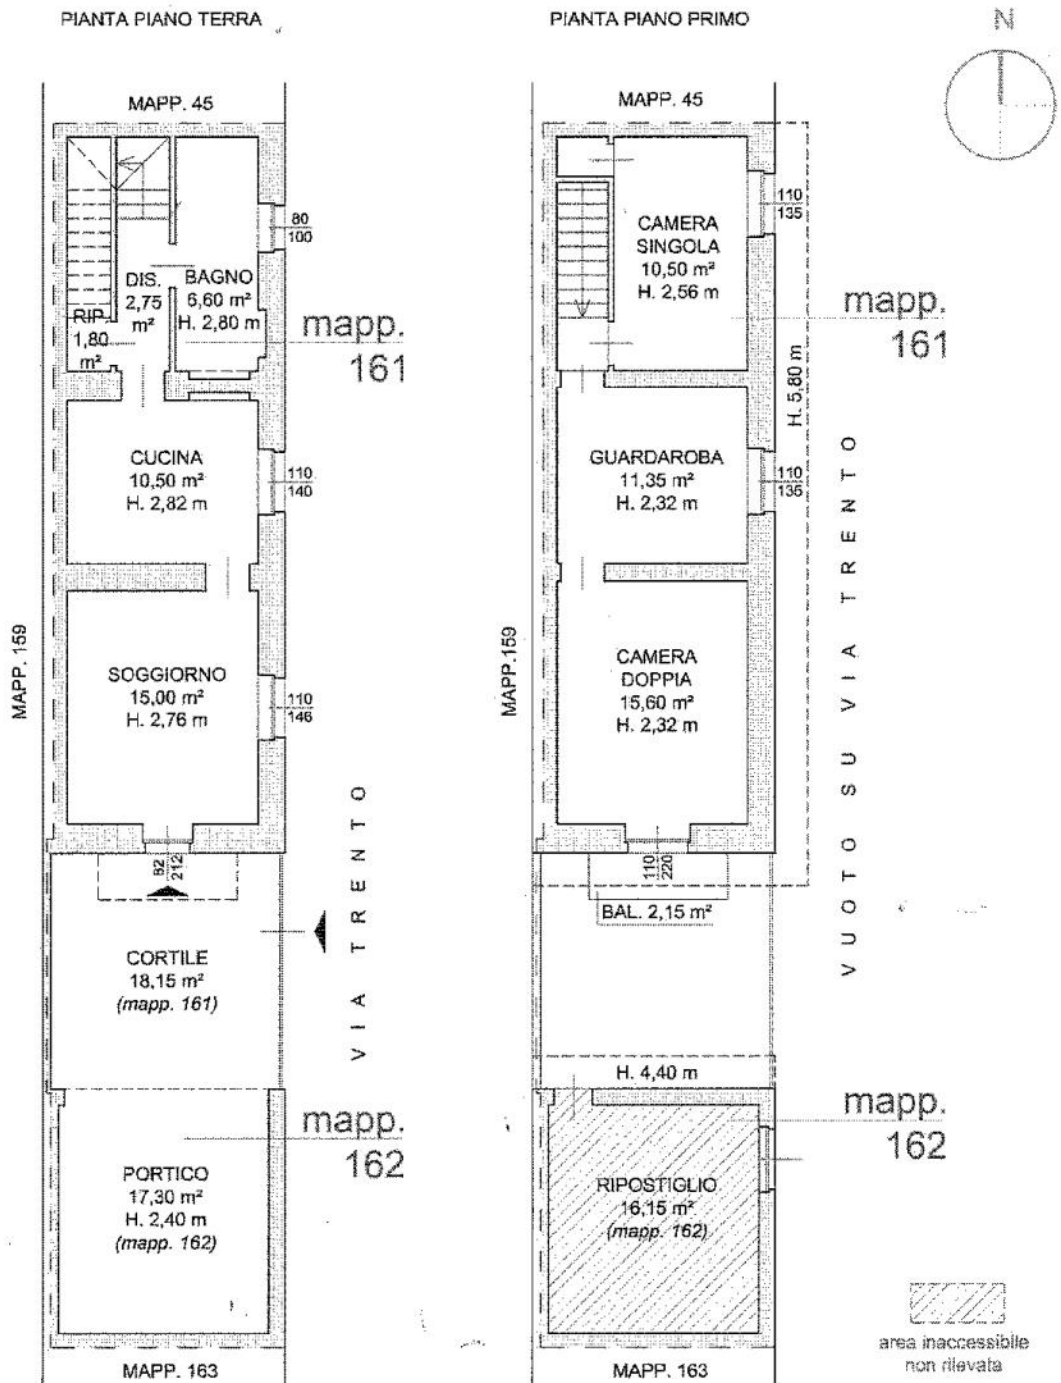 PIANTA PIANO TERRA
MAPP. 45
80
100
DIS.
2,75
m²
BAGNO
6,60 m²
H. 2,80 m
RIP.
1,80
m²
mapp.
161
CUCINA
10,50 m²
H. 2,82 m
110
140
MAPP. 159
SOGGIORNO
15,00 m²
H. 2,76 m
110
146
82
212
VIA TRENTO
CORTILE
18,15 m²
(mapp. 161)
mapp.
162
PORTICO
17,30 m²
H. 2,40 m
(mapp. 162)
MAPP. 163
PIANTA PIANO PRIMO
N
MAPP. 45
110
135
CAMERA
SINGOLA
10,50 m²
H. 2,56 m
mapp.
161
H. 5,80 m
GUARDAROBA
11,35 m²
H. 2,32 m
110
135
MAPP.159
CAMERA
DOPPIA
15,60 m²
H. 2,32 m
VUOTO SU VIA TRENTO
110
220
BAL. 2,15 m²
H. 4,40 m
mapp.
162
RIPOSTIGLIO
16,15 m²
(mapp. 162)
area inaccessibile
non rilevata
MAPP. 163